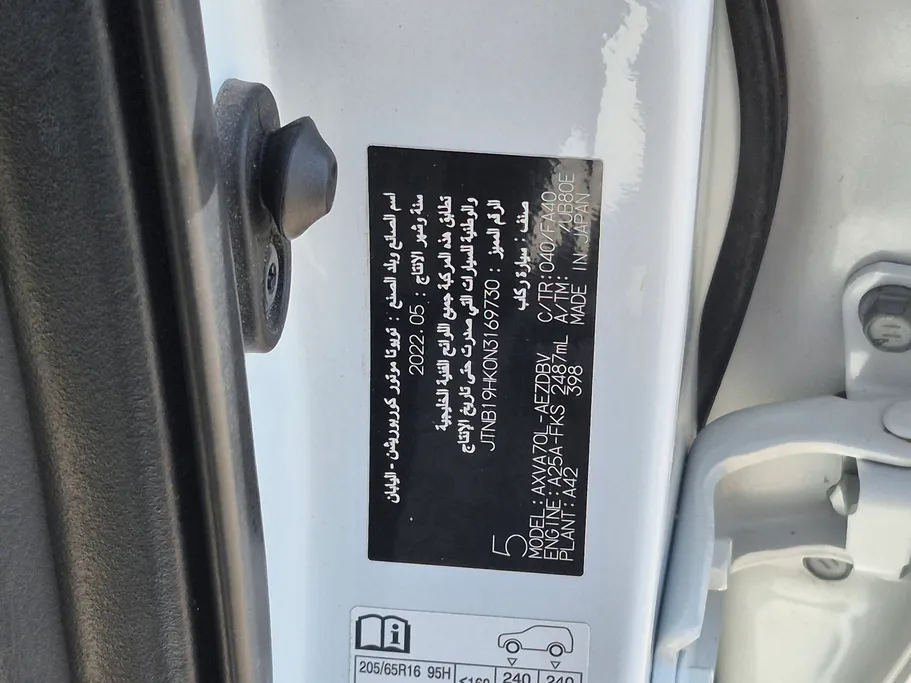 اسم الصانع وبلد الصنع : تويوتا موتور كوربوريشن - اليابان
سنة وشهر الإنتاج : 2022.05
تطابق هذه المركبة جميع اللوائح الفنية الخليجية
والوطنية للسيارات التي صدرت حتى تاريخ الإنتاج
الرقم المميز : JTNB19HK0N3169730
صنف : سيارة ركاب
5
MODEL:AXVA70L-AEZDBV C/TR:040/FA40
ENGINE:A25A-FKS 2487mL A/TM: /UB80E
PLANT:A42 398 MADE IN JAPAN
205/65R16 95H
240 240